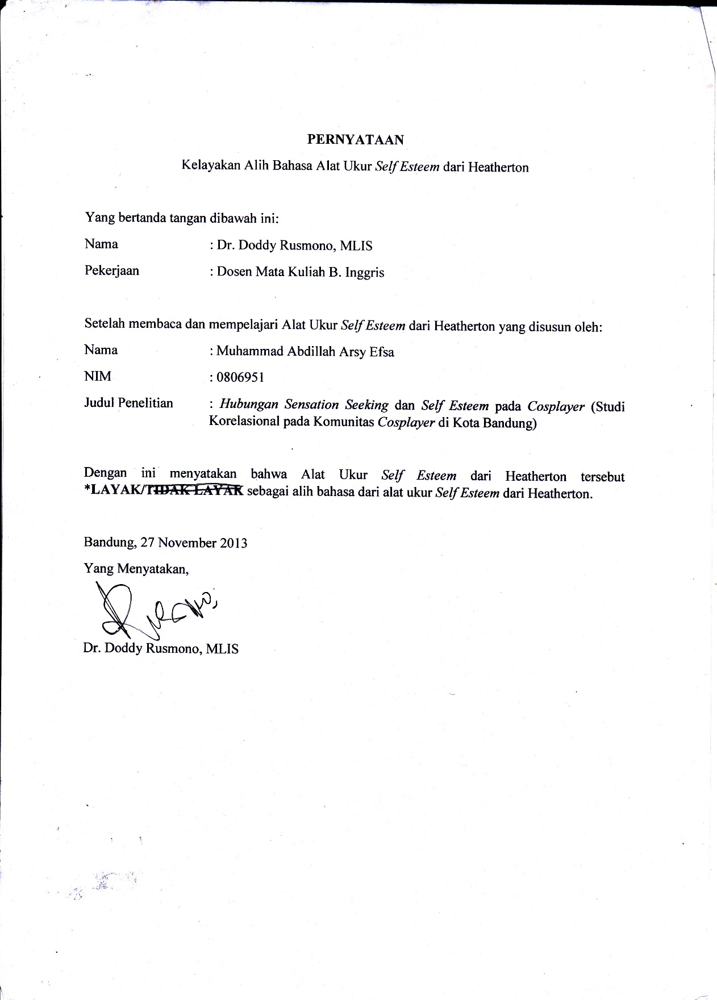 PERNYATAAN
Kelayakan Alih Bahasa Alat Ukur Self Esteem dari Heatherton
Yang bertanda tangan dibawah ini:
Nama : Dr. Doddy Rusmono, MLIS
Pekerjaan : Dosen Mata Kuliah B. Inggris
Setelah membaca dan mempelajari Alat Ukur Self Esteem dari Heatherton yang disusun oleh:
Nama : Muhammad Abdillah Arsy Efsa
NIM : 0806951
Judul Penelitian : Hubungan Sensation Seeking dan Self Esteem pada Cosplayer (Studi
Korelasional pada Komunitas Cosplayer di Kota Bandung)
Dengan ini menyatakan bahwa Alat Ukur Self Esteem dari Heatherton tersebut
*LAYAK/TIDAK LAYAK sebagai alih bahasa dari alat ukur Self Esteem dari Heatherton.
Bandung, 27 November 2013
Yang Menyatakan,
Dr. Doddy Rusmono, MLIS